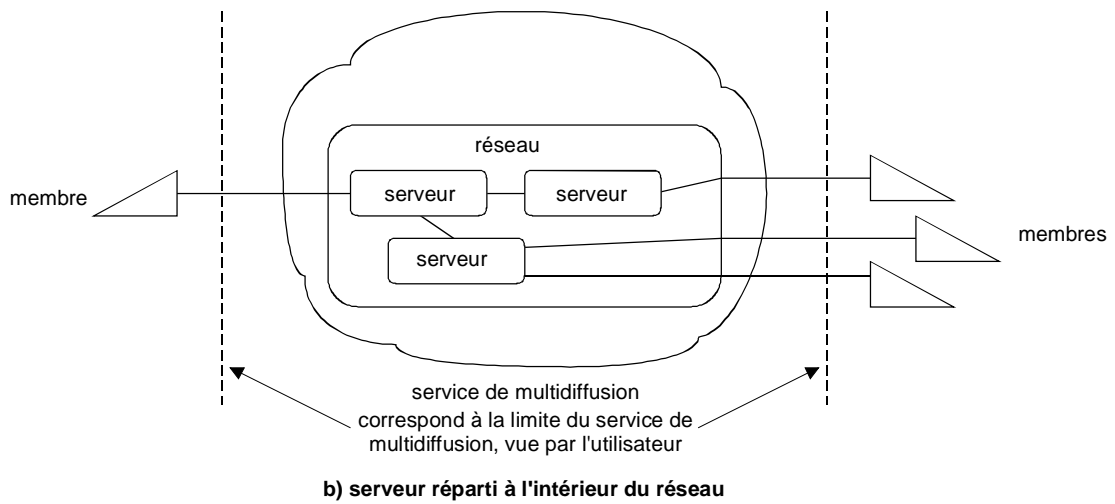 réseau
serveur
serveur
serveur
membre
membres
service de multidiffusion
correspond à la limite du service de
multidiffusion, vue par l'utilisateur
b) serveur réparti à l'intérieur du réseau